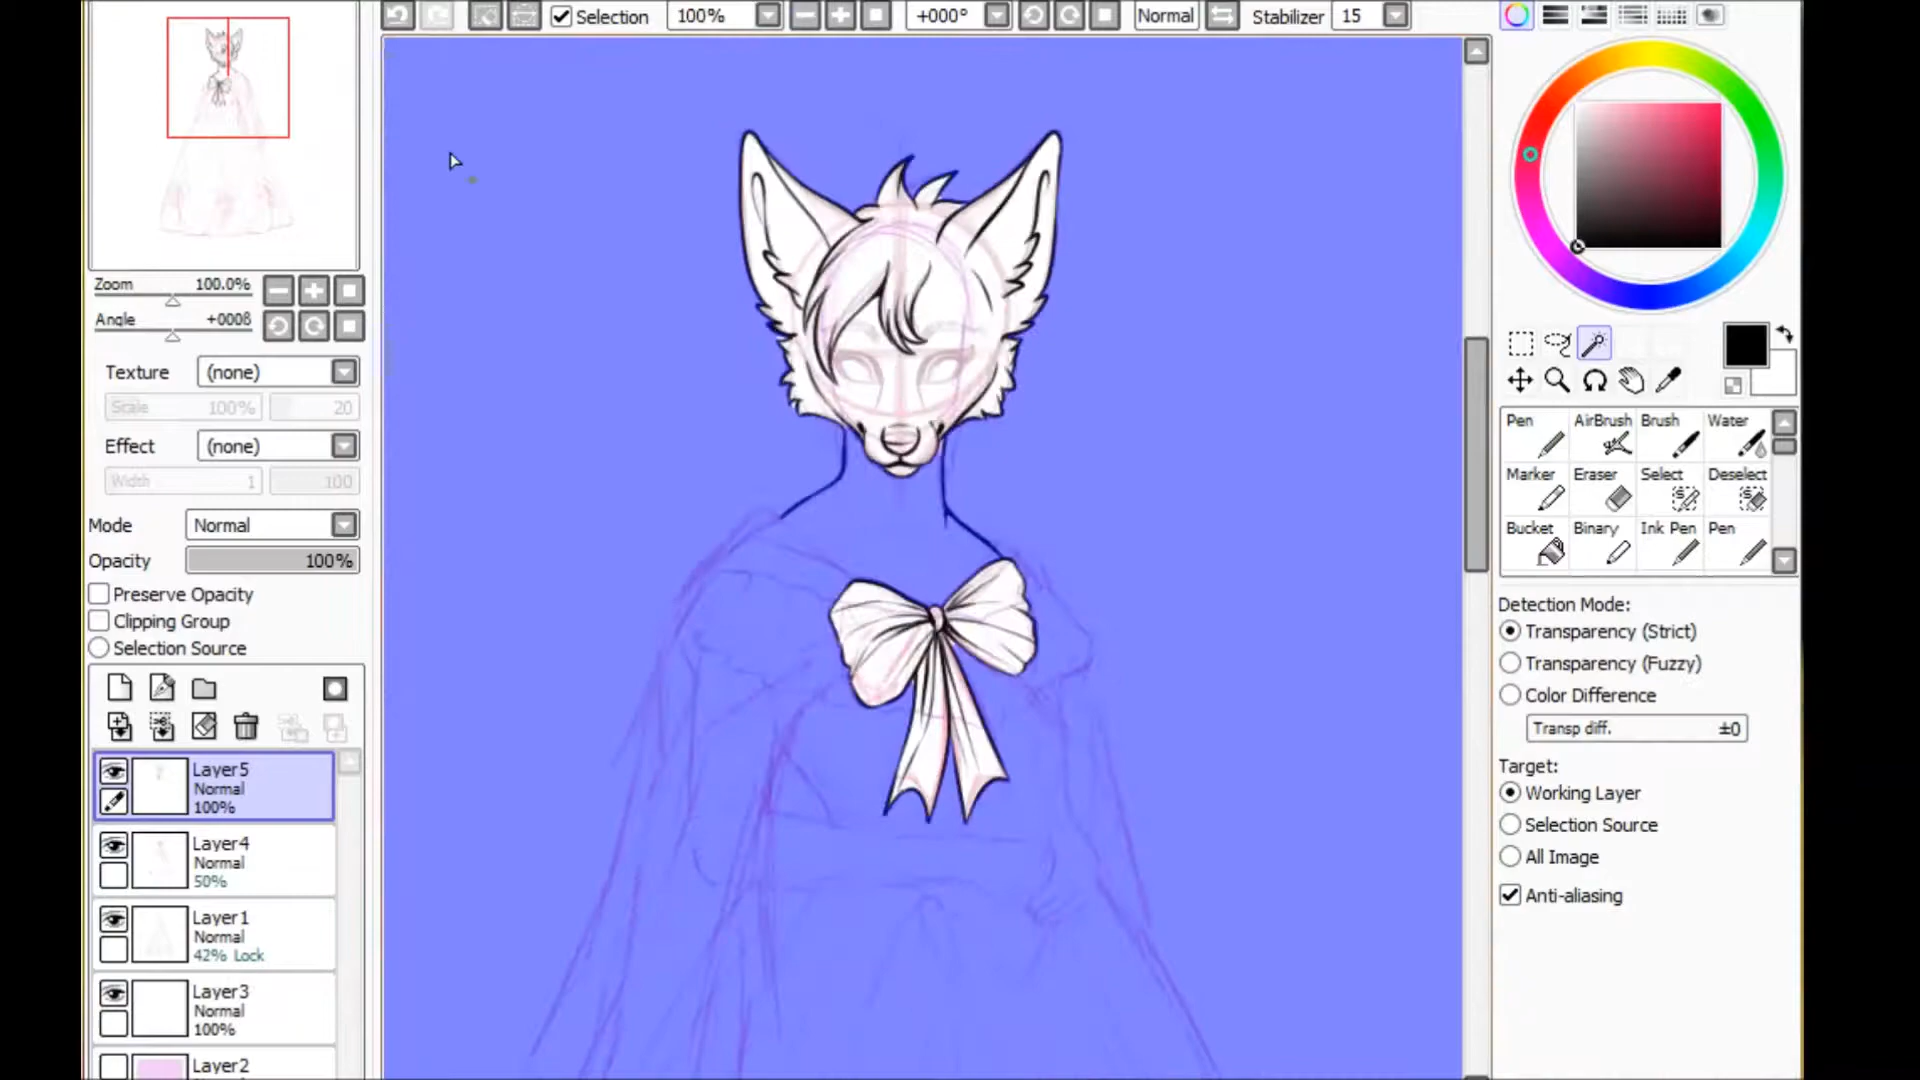 Selection 100% +000° Normal Stabilizer 15
Zoom 100.0%
Angle +000ß
Texture (none)
Scale 100% 20
Effect (none)
Width 1 100
Mode Normal
Opacity 100%
Preserve Opacity
Clipping Group
Selection Source
Layer5
Normal
100%
Layer4
Normal
50%
Layer1
Normal
42% Lock
Layer3
Normal
100%
Layer2
Pen AirBrush Brush Water
Marker Eraser Select Deselect
Bucket Binary Ink Pen Pen
Detection Mode:
Transparency (Strict)
Transparency (Fuzzy)
Color Difference
Transp diff. ±0
Target:
Working Layer
Selection Source
All Image
Anti-aliasing